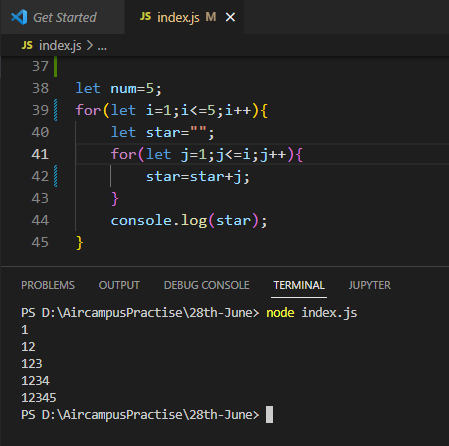 Get Started JS index.js M ×
JS index.js > ...
37
38 let num=5;
39 for(let i=1;i<=5;i++){
40     let star="";
41     for(let j=1;j<=i;j++){
42         star=star+j;
43     }
44     console.log(star);
45 }
PROBLEMS OUTPUT DEBUG CONSOLE TERMINAL JUPYTER
PS D:\AircampusPractise\28th-June> node index.js
1
12
123
1234
12345
PS D:\AircampusPractise\28th-June>